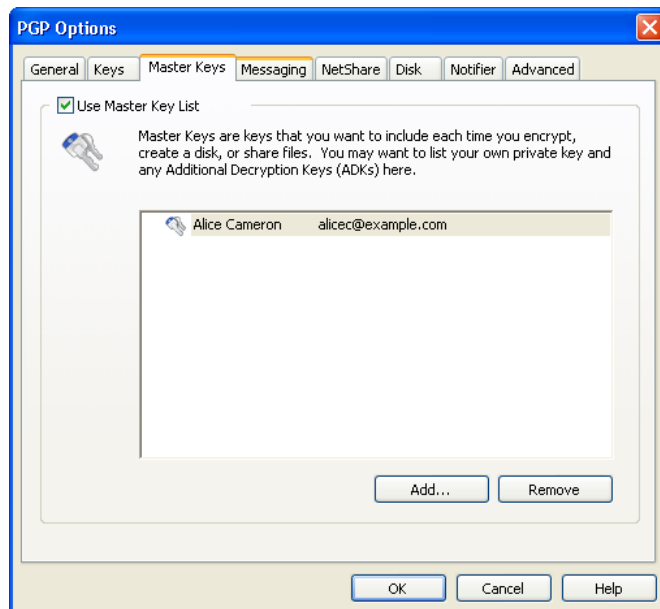 PGP Options
General Keys Master Keys Messaging NetShare Disk Notifier Advanced
Use Master Key List
Master Keys are keys that you want to include each time you encrypt,
create a disk, or share files. You may want to list your own private key and
any Additional Decryption Keys (ADKs) here.
Alice Cameron alicec@example.com
Add... Remove
OK Cancel Help